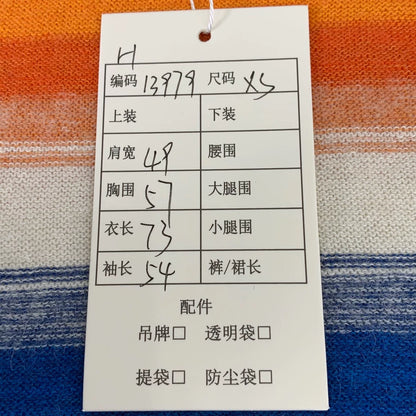 H
编码 13979 尺码 XS
上装 下装
肩宽 49 腰围
胸围 57 大腿围
衣长 73 小腿围
袖长 54 裤/裙长
配件
吊牌□ 透明袋□
提袋□ 防尘袋□